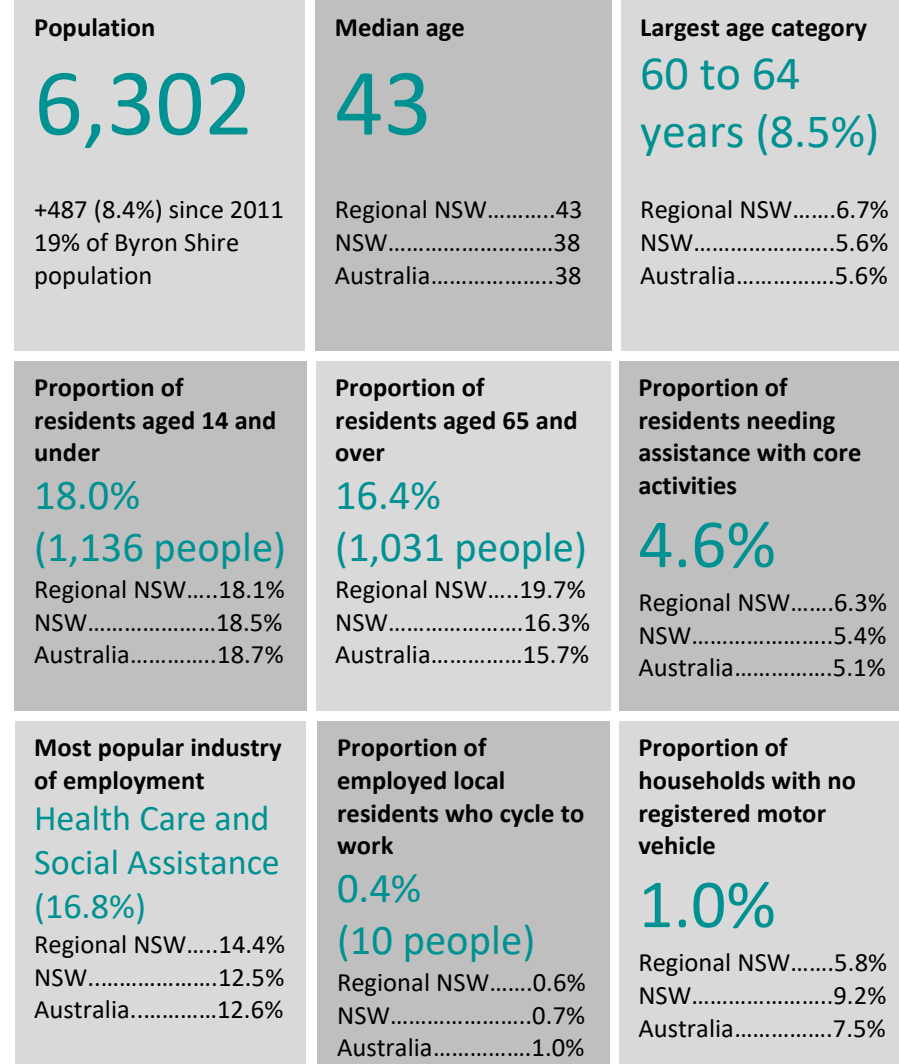 Population
6,302
+487 (8.4%) since 2011
19% of Byron Shire
population
Median age
43
Regional NSW………..43
NSW…………………….38
Australia………………..38
Largest age category
60 to 64
years (8.5%)
Regional NSW…….6.7%
NSW………………….5.6%
Australia…………….5.6%
Proportion of
residents aged 14 and
under
18.0%
(1,136 people)
Regional NSW…..18.1%
NSW…………………18.5%
Australia…………..18.7%
Proportion of
residents aged 65 and
over
16.4%
(1,031 people)
Regional NSW…..19.7%
NSW………………….16.3%
Australia……………15.7%
Proportion of
residents needing
assistance with core
activities
4.6%
Regional NSW…….6.3%
NSW………………….5.4%
Australia…………….5.1%
Most popular industry
of employment
Health Care and
Social Assistance
(16.8%)
Regional NSW…..14.4%
NSW...………………12.5%
Australia.…………12.6%
Proportion of
employed local
residents who cycle to
work
0.4%
(10 people)
Regional NSW…….0.6%
NSW………………….0.7%
Australia…………….1.0%
Proportion of
households with no
registered motor
vehicle
1.0%
Regional NSW…….5.8%
NSW………………….9.2%
Australia…………….7.5%